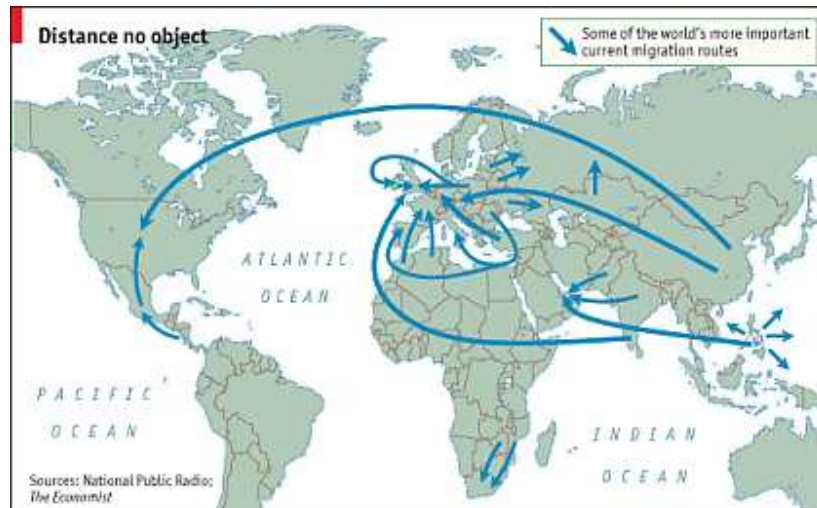 Distance no object
Some of the world's more important
current migration routes
ATLANTIC
OCEAN
PACIFIC
OCEAN
INDIAN
OCEAN
Sources: National Public Radio;
The Economist